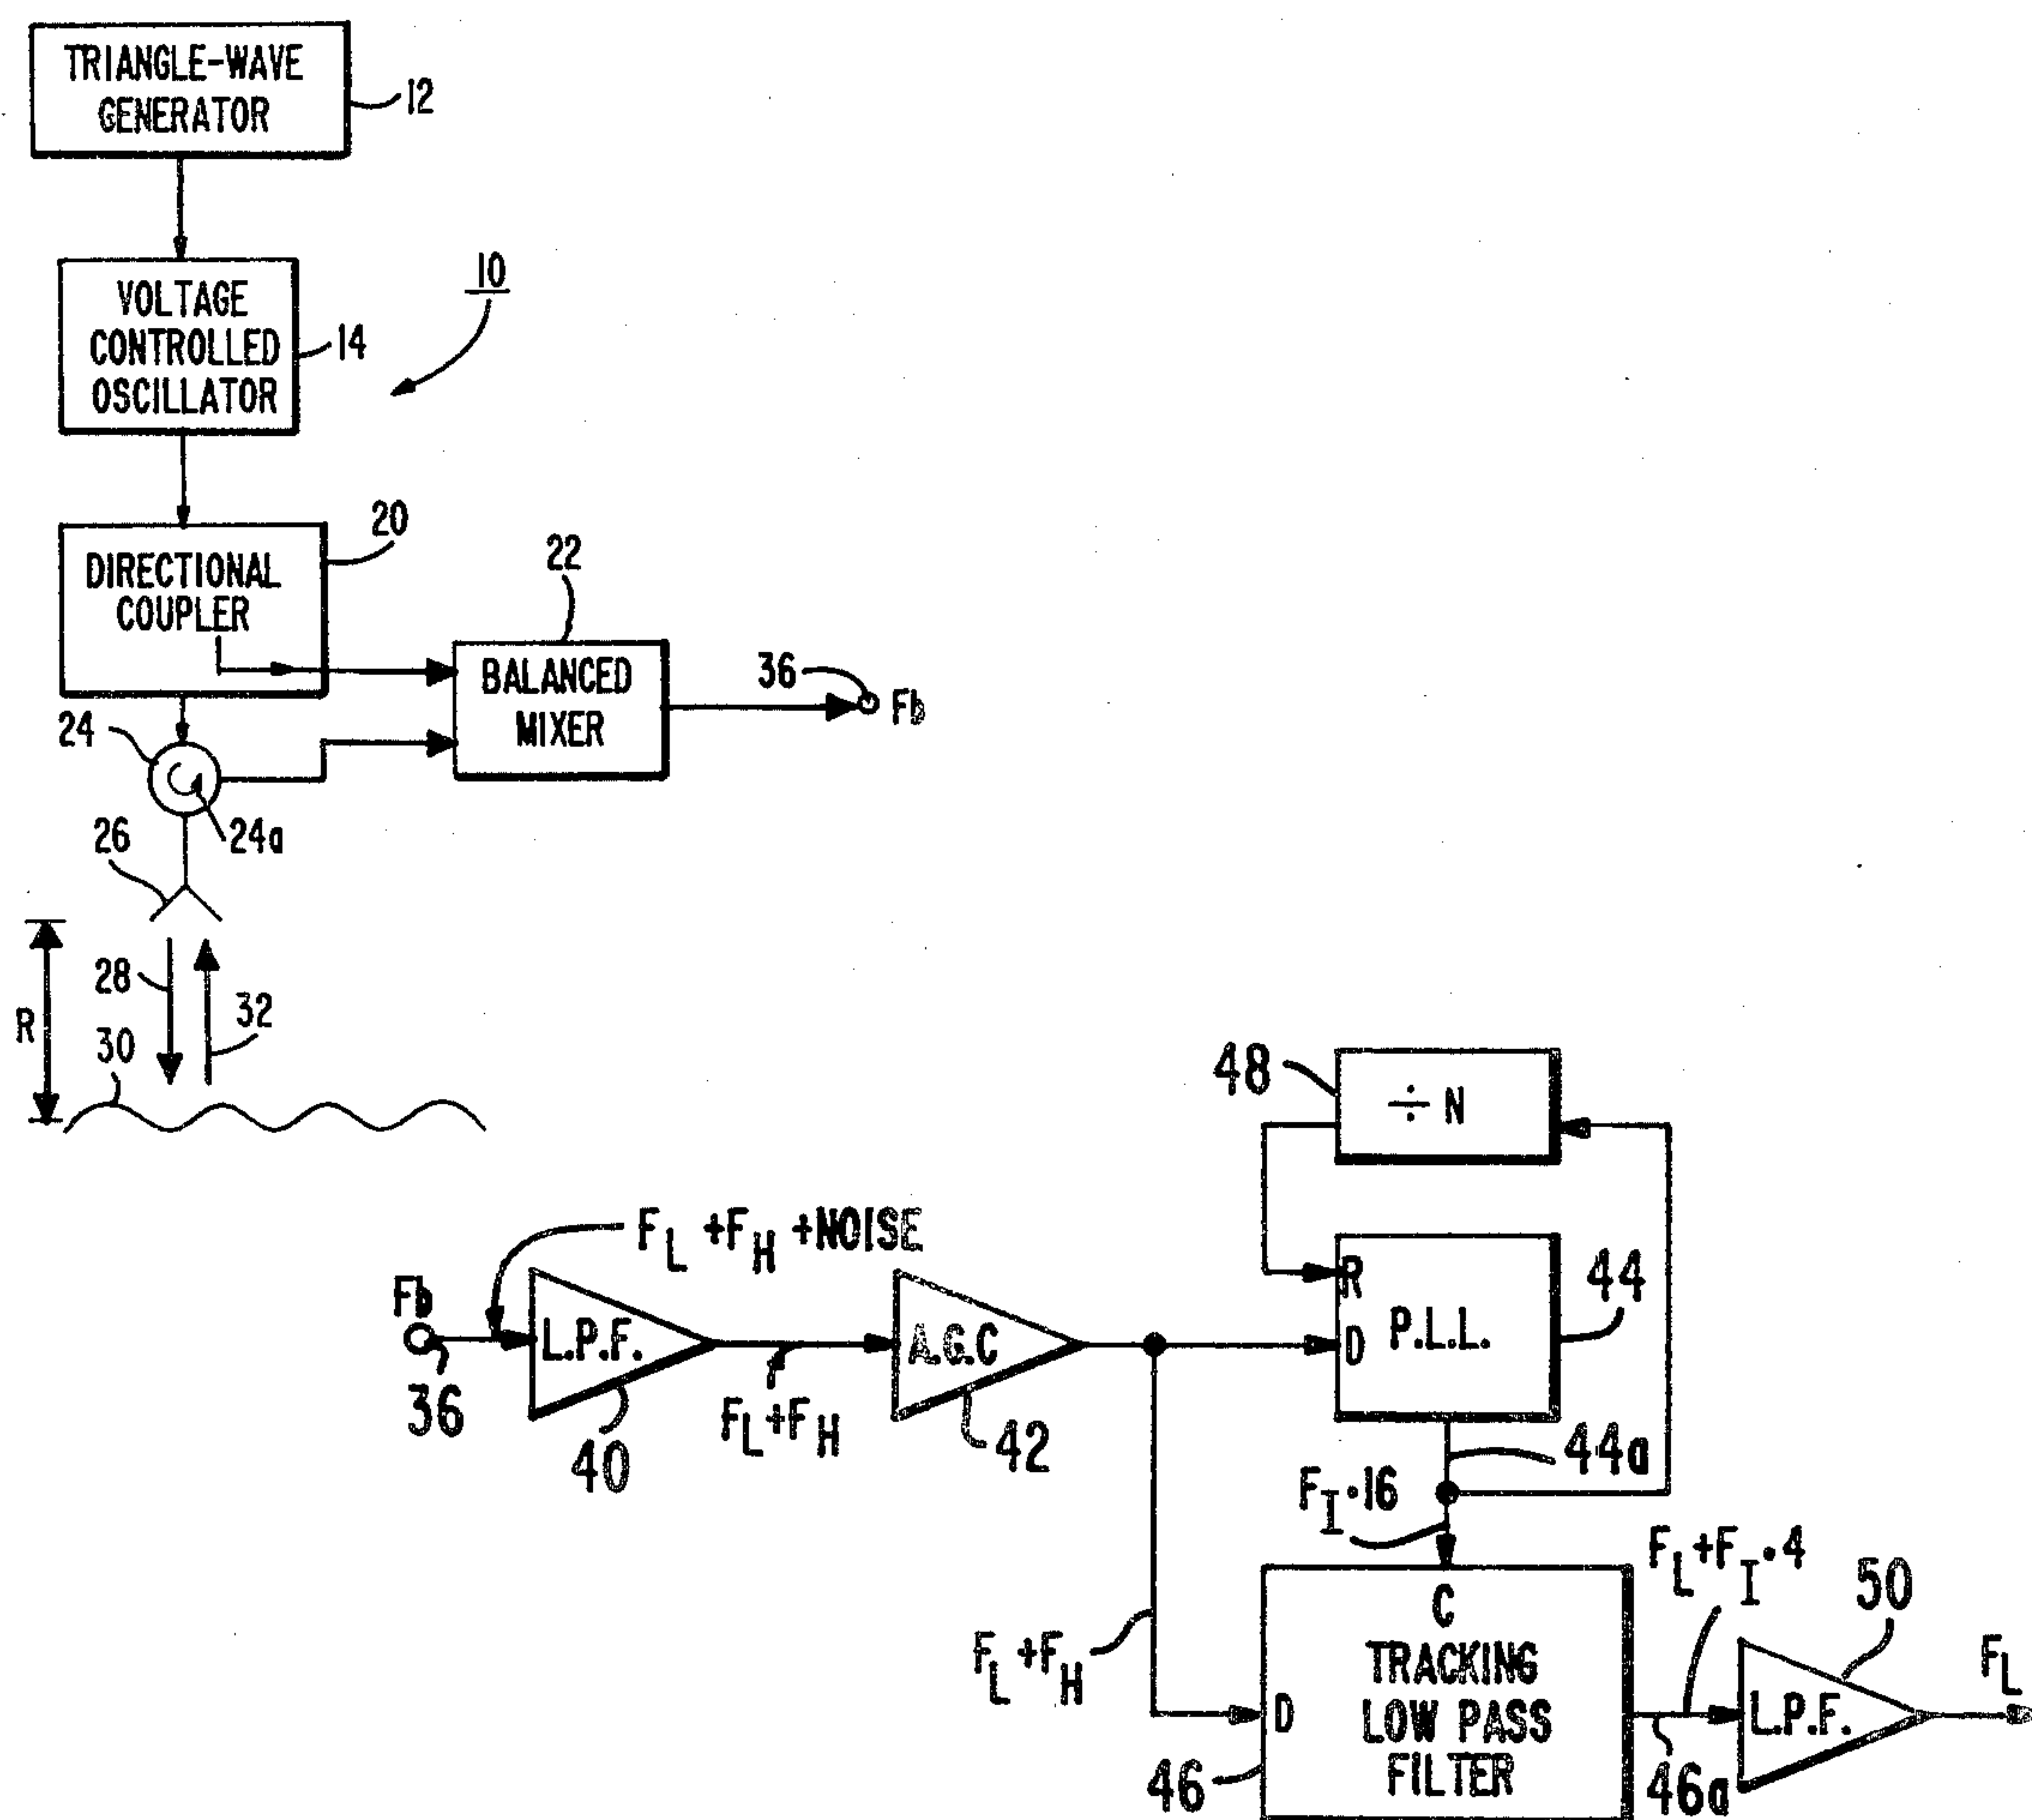 TRIANGLE-WAVE
GENERATOR
12
VOLTAGE
CONTROLLED
OSCILLATOR
14
10
DIRECTIONAL
COUPLER
20
22
BALANCED
MIXER
36
Fb
24
24a
26
28
32
R
30
48
÷ N
FL +FH +NOISE
Fb
36
L.P.F.
40
FL+FH
A.G.C
42
R
D
P.L.L.
44
44a
FI•16
FL+FH
C
TRACKING
LOW PASS
FILTER
D
46
FL+FI•4
46a
50
L.P.F.
FL